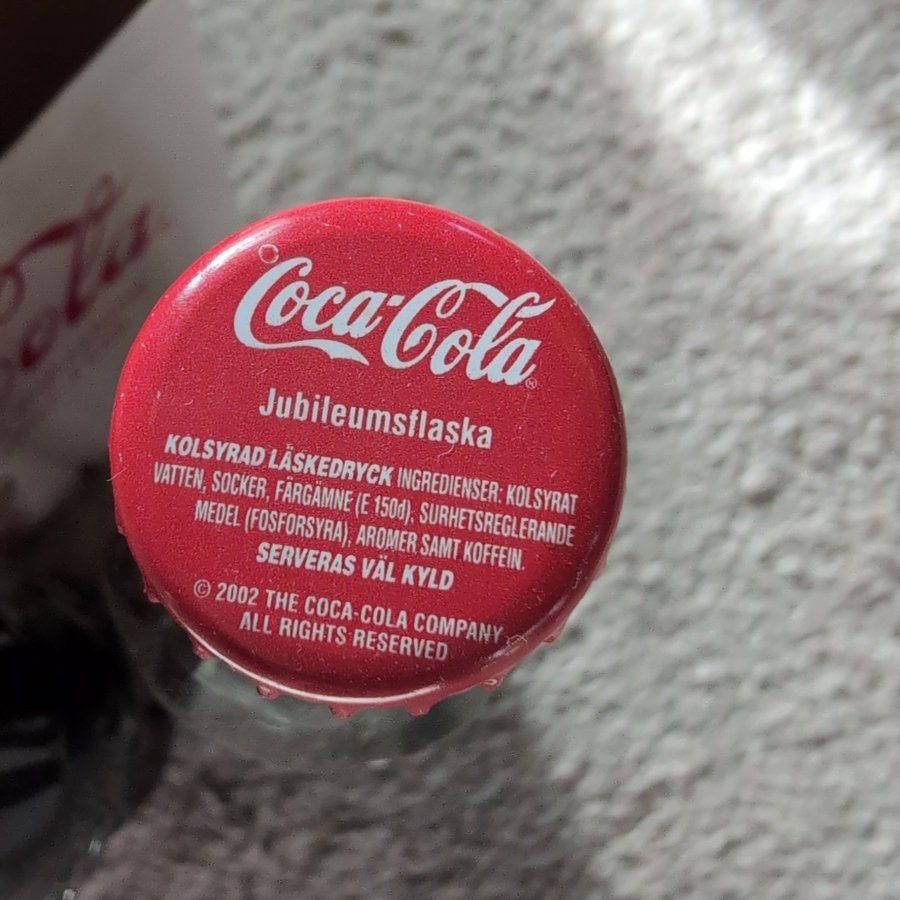 Coca-Cola®
Jubileumsflaska
KOLSYRAD LÄSKEDRYCK INGREDIENSER: KOLSYRAT
VATTEN, SOCKER, FÄRGÄMNE (E 150d), SURHETSREGLERANDE
MEDEL (FOSFORSYRA), AROMER SAMT KOFFEIN.
SERVERAS VÄL KYLD
© 2002 THE COCA-COLA COMPANY
ALL RIGHTS RESERVED
Cola